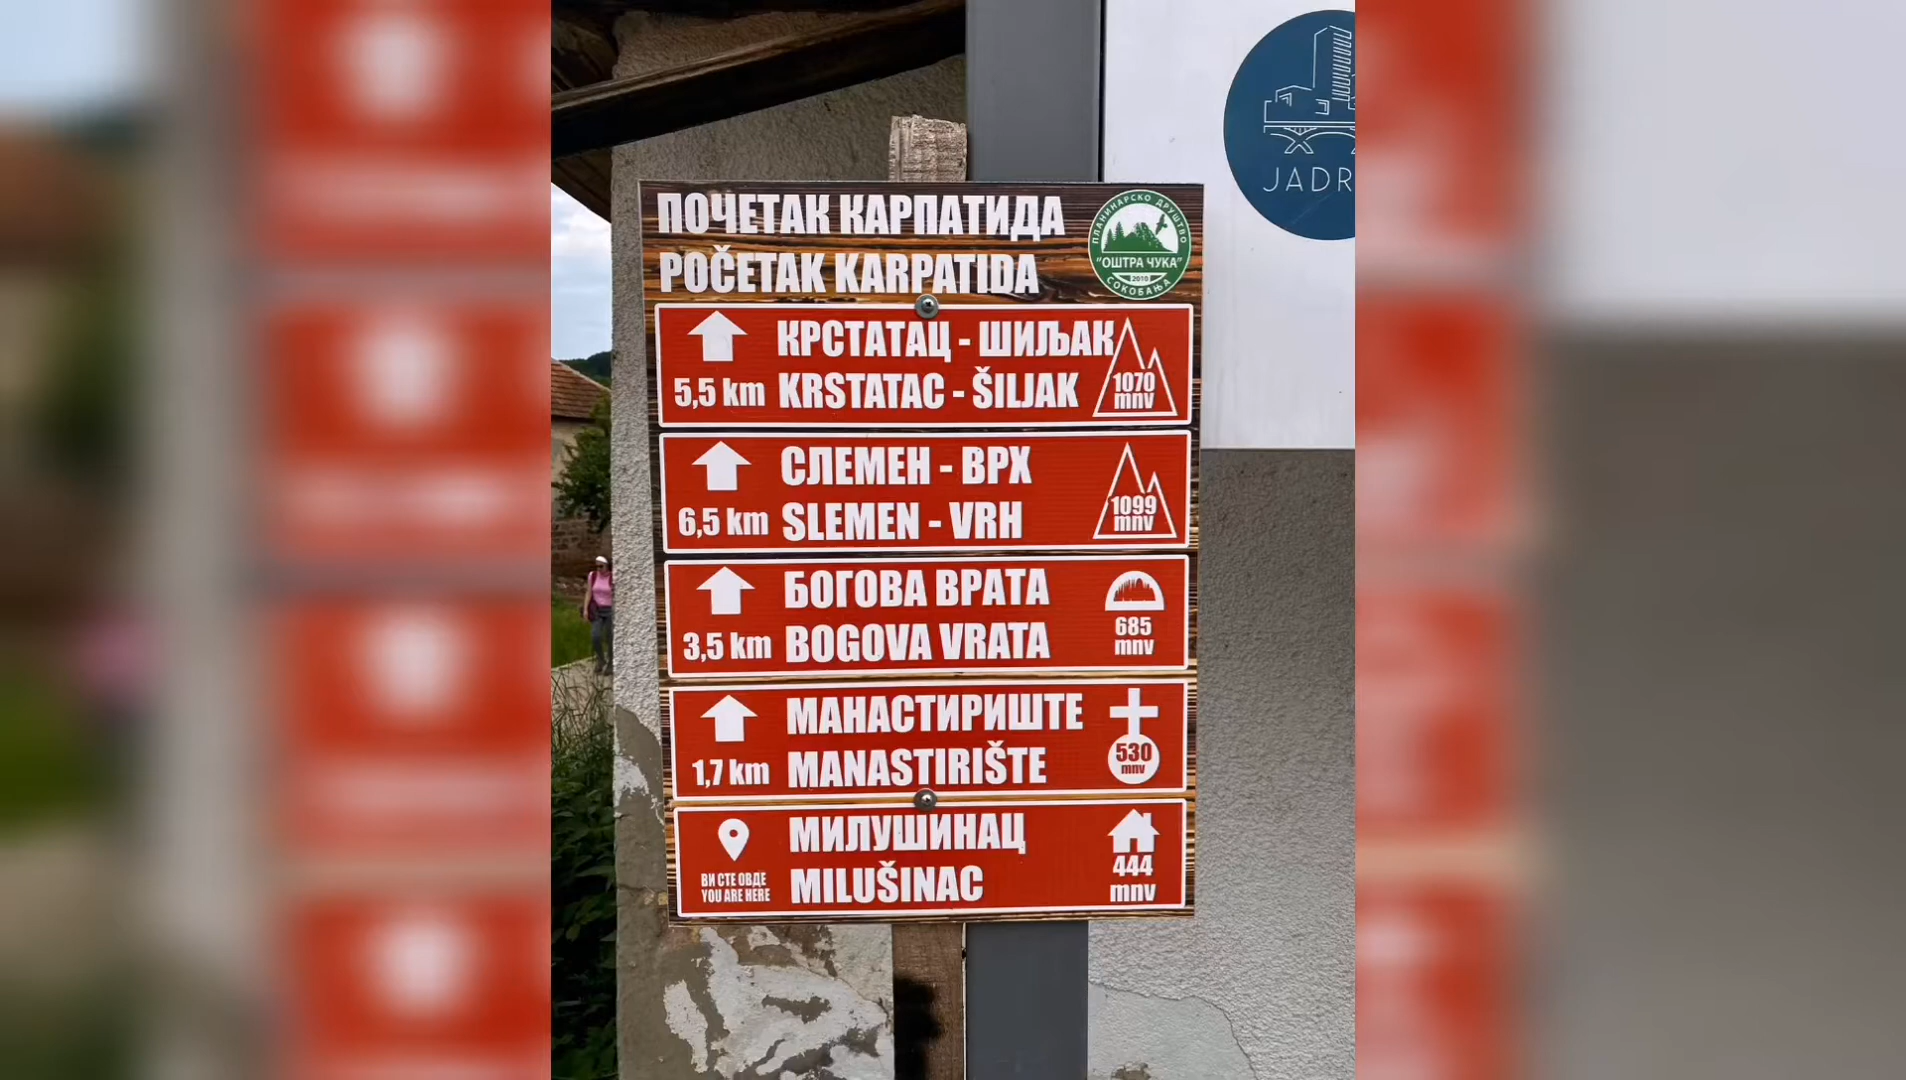 ПОЧЕТАК КАРПАТИДА
POČETAK KARPATIDA
ПЛАНИНАРСКО ДРУШТВО
"ОШТРА ЧУКА"
2010
СОКОБАЊА
КРСТАТАЦ - ШИЉАК
5,5 km KRSTATAC - ŠILJAK
1070
mnv
СЛЕМЕН - ВРХ
6,5 km SLEMEN - VRH
1099
mnv
БОГОВА ВРАТА
3,5 km BOGOVA VRATA
685
mnv
МАНАСТИРИШТЕ
1,7 km MANASTIRIŠTE
530
mnv
МИЛУШИНАЦ
MILUŠINAC
ВИ СТЕ ОВДЕ
YOU ARE HERE
444
mnv
JADR